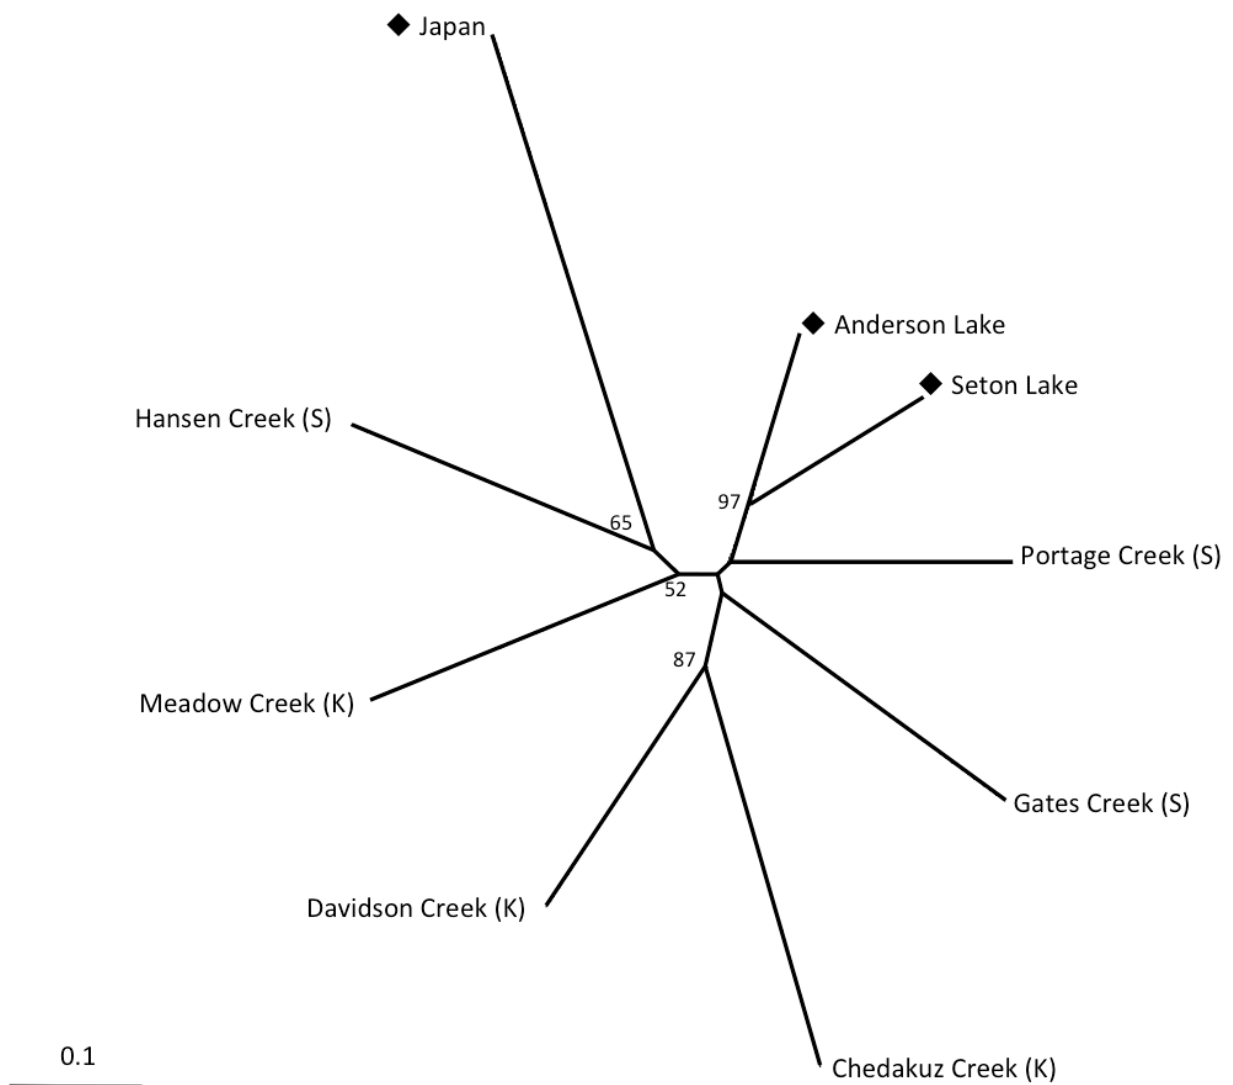 Japan
Anderson Lake
Seton Lake
Hansen Creek (S)
97
65
Portage Creek (S)
52
87
Meadow Creek (K)
Gates Creek (S)
Davidson Creek (K)
0.1
Chedakuz Creek (K)